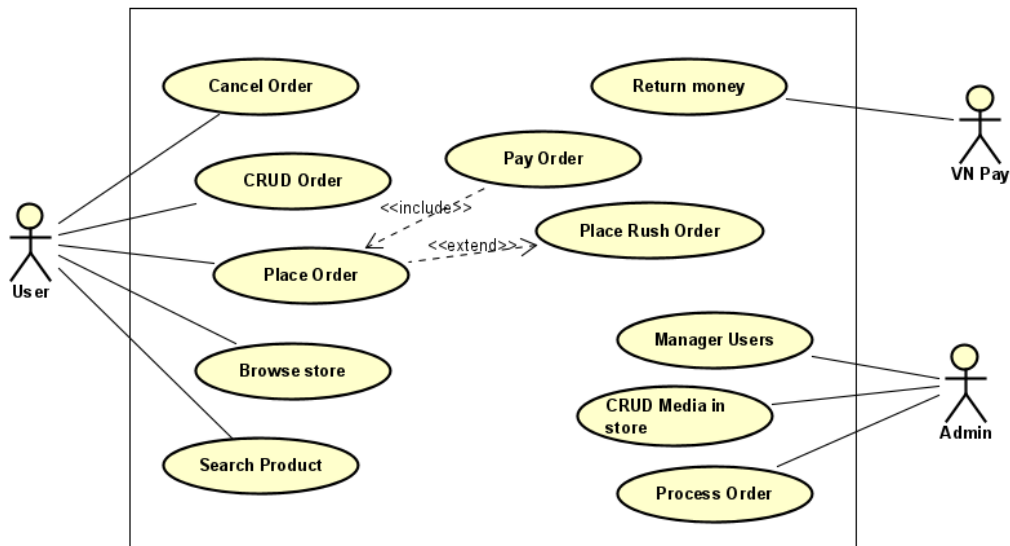 Cancel Order
Return money
Pay Order
VN Pay
CRUD Order
<<include>>
Place Rush Order
<<extend>>
Place Order
User
Manager Users
Browse store
CRUD Media in
store
Admin
Search Product
Process Order